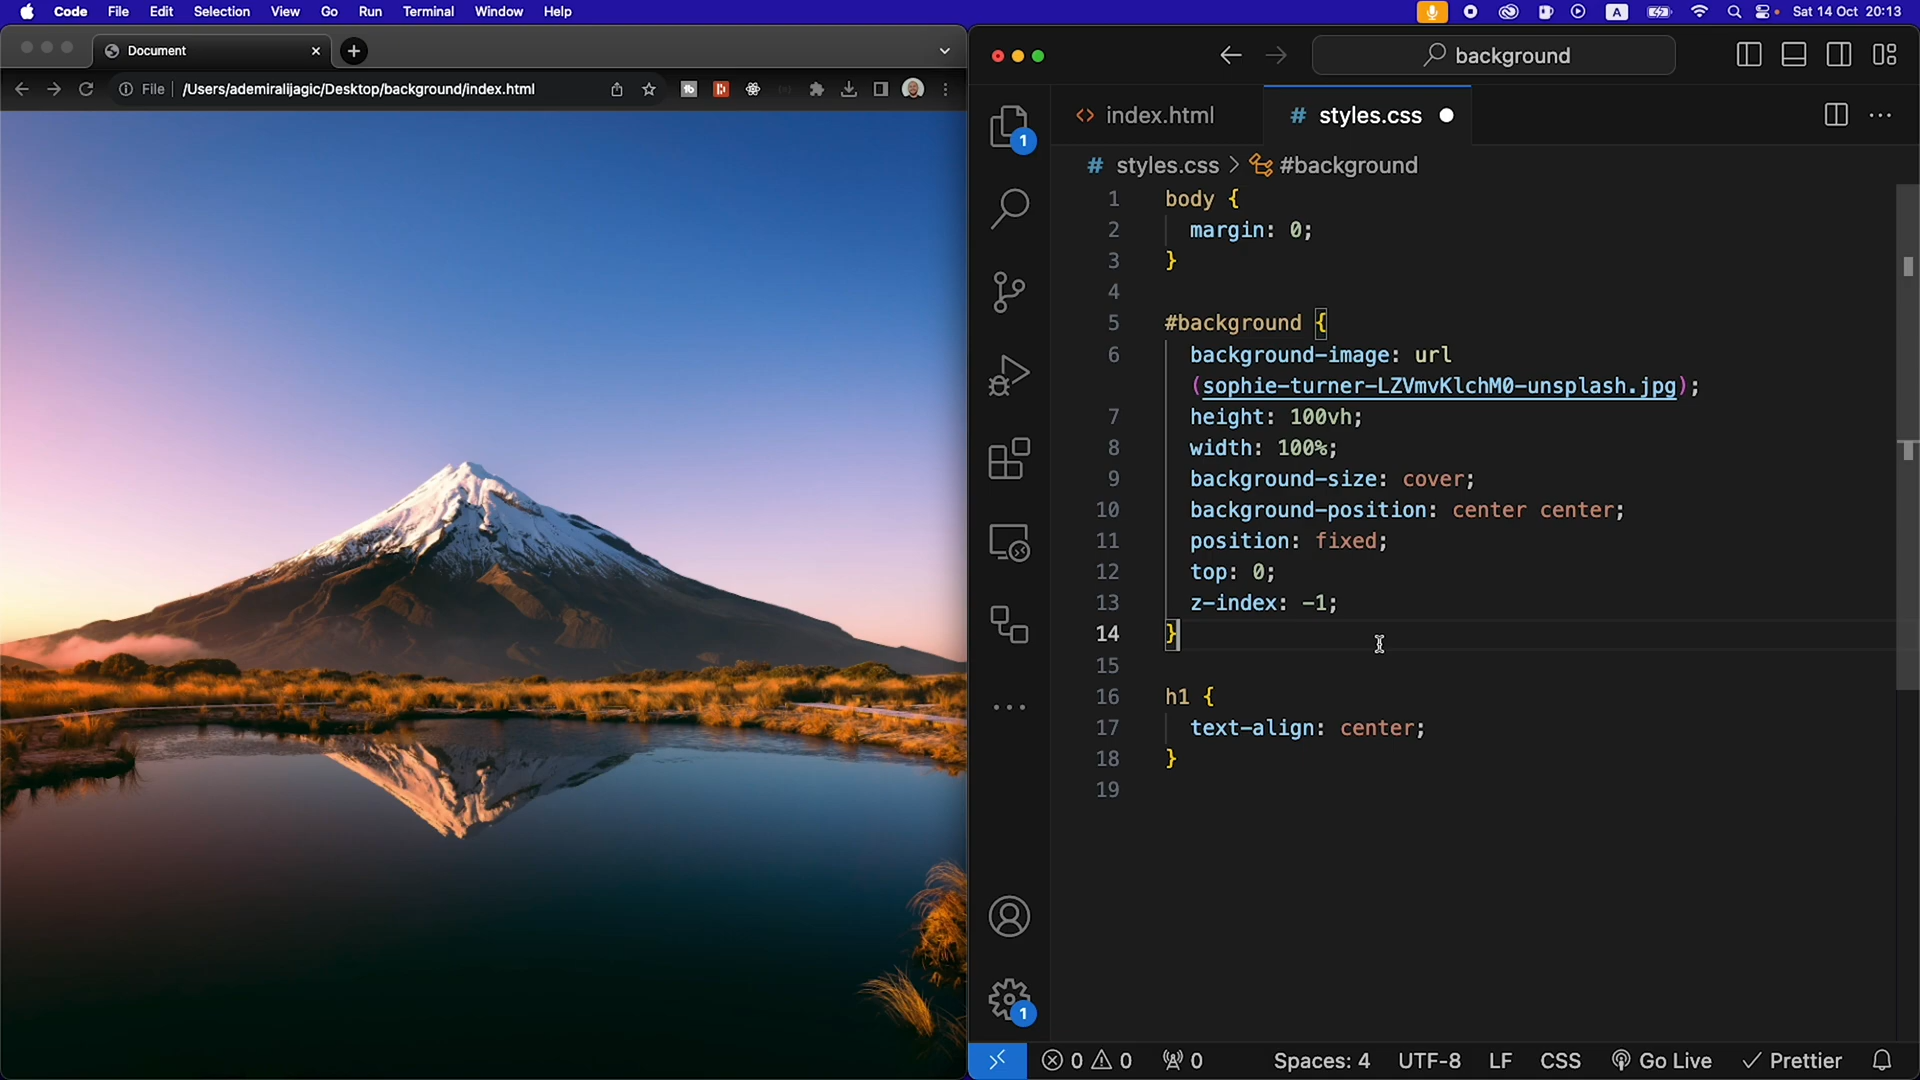 Code File Edit Selection View Go Run Terminal Window Help
A
Sat 14 Oct 20:13
Document
File /Users/ademiralijagic/Desktop/background/index.html
background
index.html
# styles.css
# styles.css > #background
1 body {
2 margin: 0;
3 }
4
5 #background {
6 background-image: url
(sophie-turner-LZVmvKlchM0-unsplash.jpg);
7 height: 100vh;
8 width: 100%;
9 background-size: cover;
10 background-position: center center;
11 position: fixed;
12 top: 0;
13 z-index: -1;
14 }
15
16 h1 {
17 text-align: center;
18 }
19
1
1
0 0 0 Spaces: 4 UTF-8 LF CSS Go Live Prettier